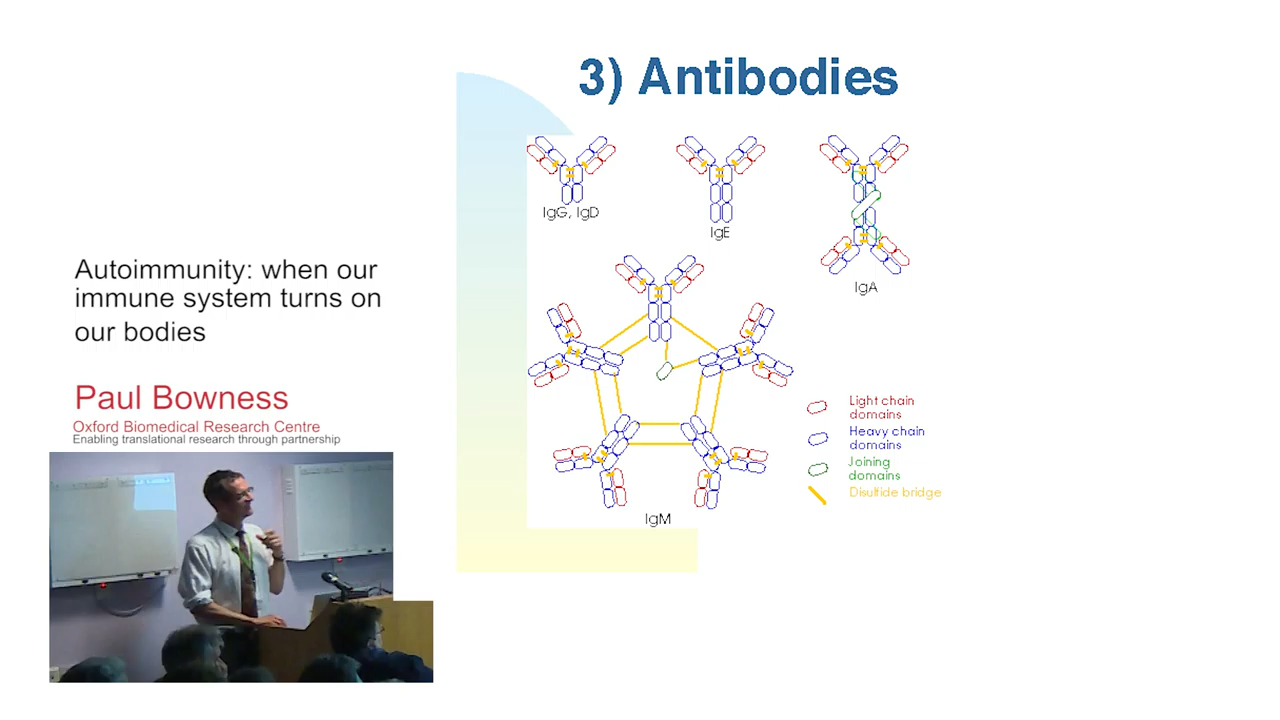 3) Antibodies
IgG, IgD
IgE
IgA
IgM
Light chain
domains
Heavy chain
domains
Joining
domains
Disulfide bridge
Autoimmunity: when our
immune system turns on
our bodies
Paul Bowness
Oxford Biomedical Research Centre
Enabling translational research through partnership